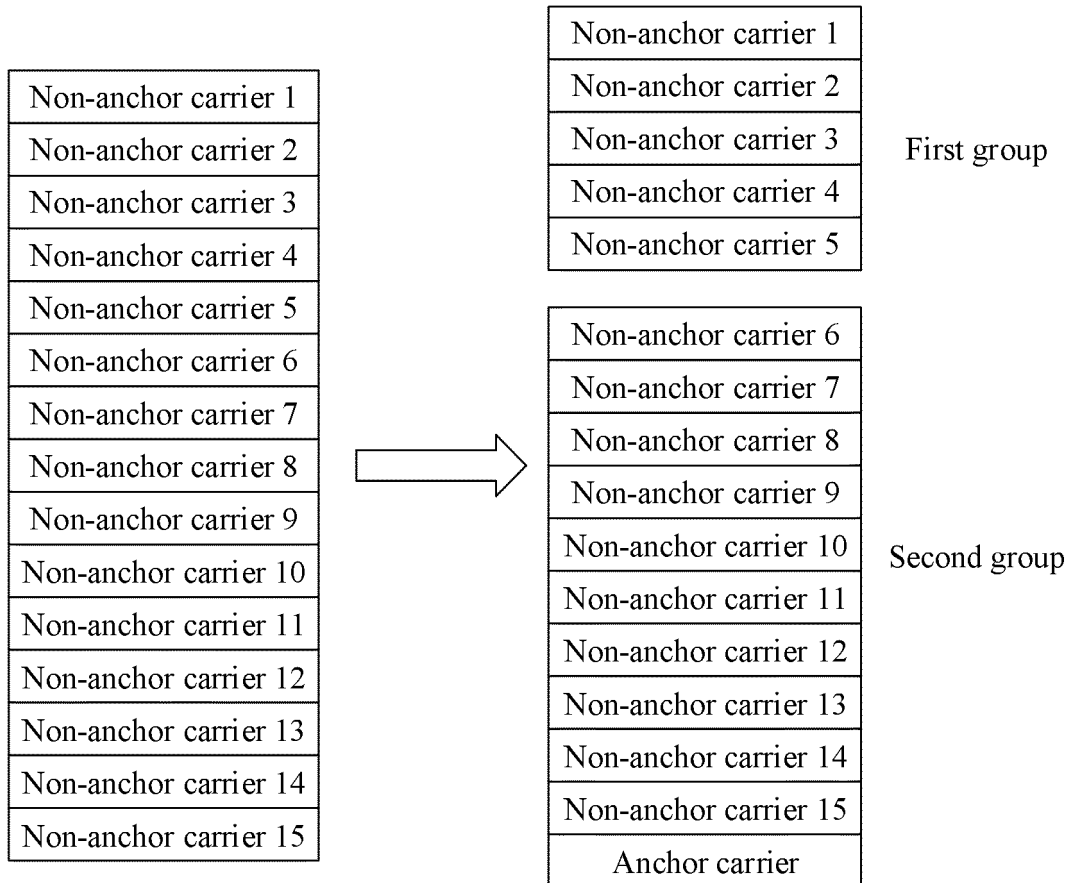 Non-anchor carrier 1
Non-anchor carrier 2
Non-anchor carrier 3
Non-anchor carrier 4
Non-anchor carrier 5
Non-anchor carrier 6
Non-anchor carrier 7
Non-anchor carrier 8
Non-anchor carrier 9
Non-anchor carrier 10
Non-anchor carrier 11
Non-anchor carrier 12
Non-anchor carrier 13
Non-anchor carrier 14
Non-anchor carrier 15
Non-anchor carrier 1
Non-anchor carrier 2
Non-anchor carrier 3
Non-anchor carrier 4
Non-anchor carrier 5
First group
Non-anchor carrier 6
Non-anchor carrier 7
Non-anchor carrier 8
Non-anchor carrier 9
Non-anchor carrier 10
Non-anchor carrier 11
Non-anchor carrier 12
Non-anchor carrier 13
Non-anchor carrier 14
Non-anchor carrier 15
Anchor carrier
Second group